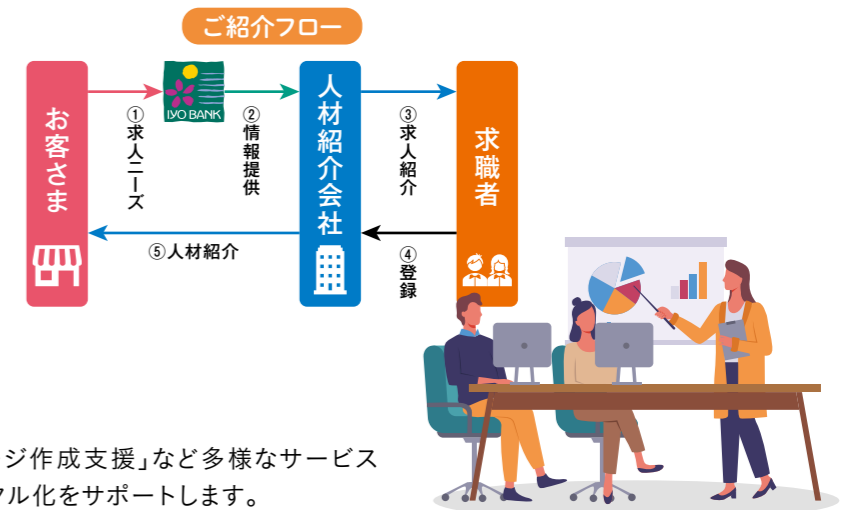 ご紹介フロー
お客さま
①求人ニーズ
IYO BANK
②情報提供
人材紹介会社
③求人紹介
求職者
④登録
⑤人材紹介
ジ作成支援」など多様なサービス
ル化をサポートします。